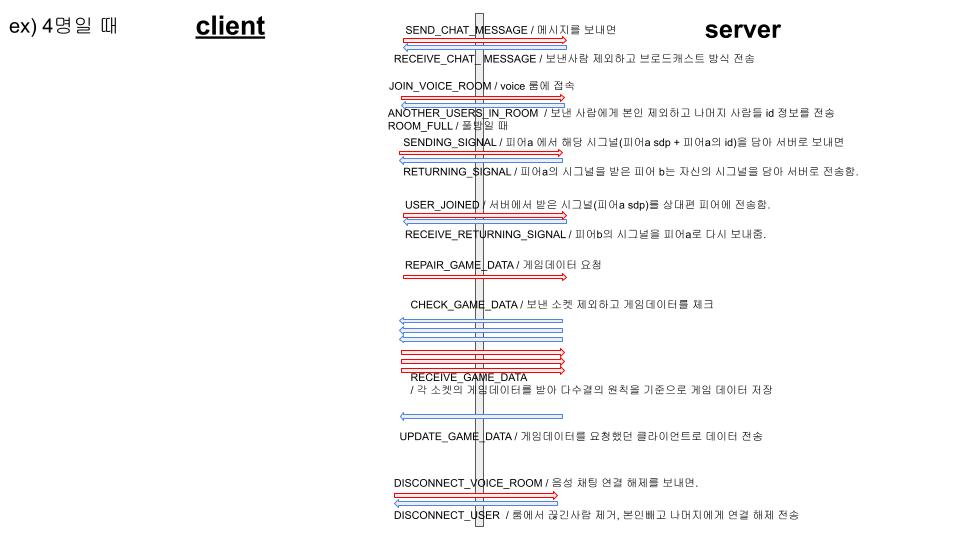 ex) 4명일 때
client
server
SEND_CHAT_MESSAGE / 메시지를 보내면
RECEIVE_CHAT_ MESSAGE / 보낸사람 제외하고 브로드캐스트 방식 전송
JOIN_VOICE_ROOM / voice 룸에 접속
ANOTHER_USERS_IN_ROOM / 보낸 사람에게 본인 제외하고 나머지 사람들 id 정보를 전송
ROOM_FULL / 풀방일 때
SENDING_SIGNAL / 피어a 에서 해당 시그널(피어a sdp + 피어a의 id)을 담아 서버로 보내면
RETURNING_SIGNAL / 피어a의 시그널을 받은 피어 b는 자신의 시그널을 담아 서버로 전송함.
USER_JOINED / 서버에서 받은 시그널(피어a sdp)를 상대편 피어에 전송함.
RECEIVE_RETURNING_SIGNAL / 피어b의 시그널을 피어a로 다시 보내줌.
REPAIR_GAME_DATA / 게임데이터 요청
CHECK_GAME_DATA / 보낸 소켓 제외하고 게임데이터를 체크
RECEIVE_GAME_DATA
/ 각 소켓의 게임데이터를 받아 다수결의 원칙을 기준으로 게임 데이터 저장
UPDATE_GAME_DATA / 게임데이터를 요청했던 클라이언트로 데이터 전송
DISCONNECT_VOICE_ROOM / 음성 채팅 연결 해제를 보내면.
DISCONNECT_USER / 룸에서 끊긴사람 제거, 본인빼고 나머지에게 연결 해제 전송